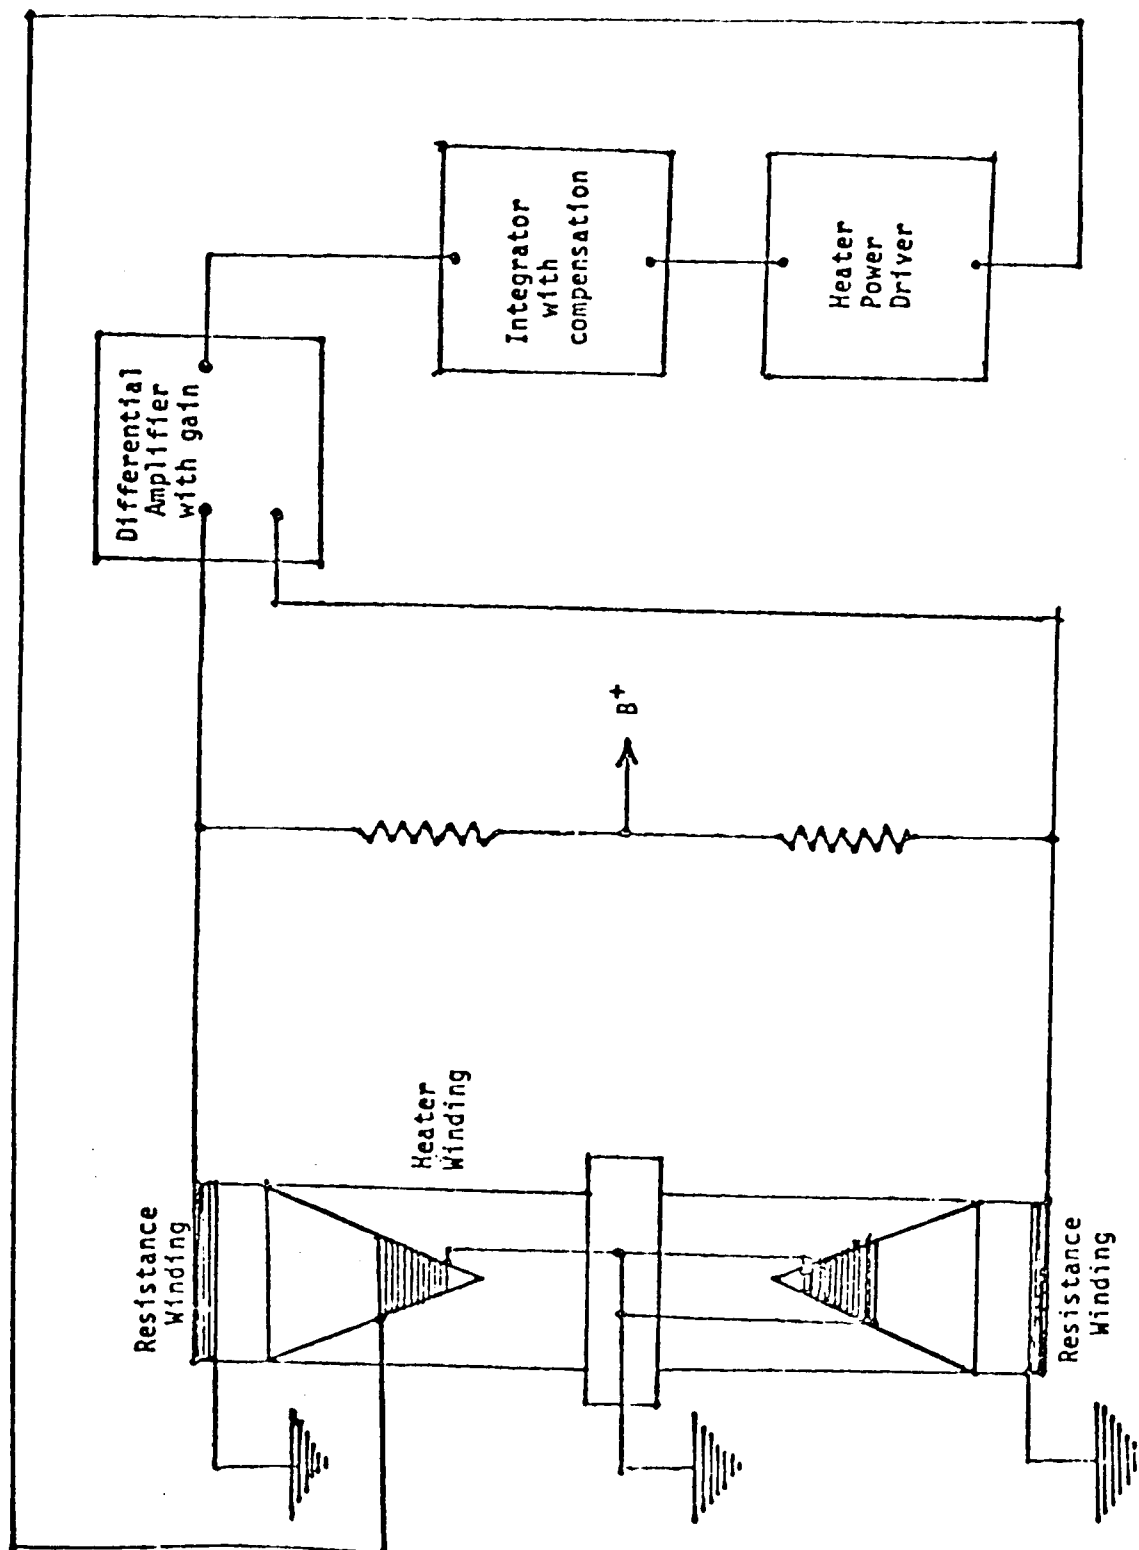 Differential
Amplifier
with gain
Integrator
with
compensation
Heater
Power
Driver
B+
Heater
Winding
Resistance
Winding
Resistance
Winding